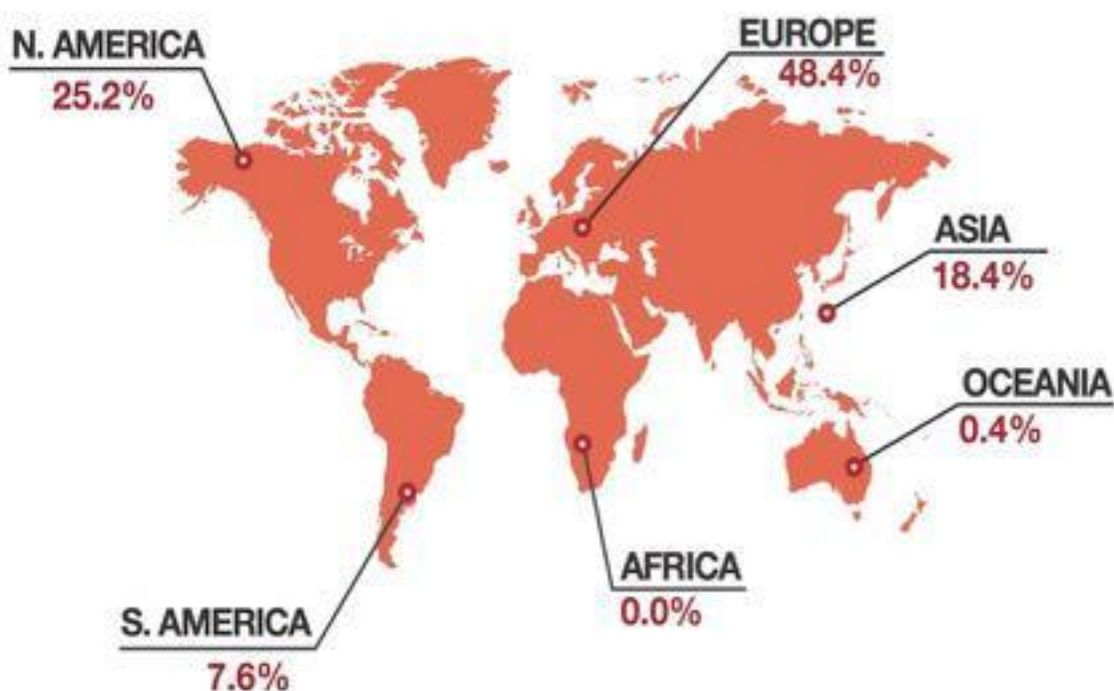 N. AMERICA
25.2%
EUROPE
48.4%
ASIA
18.4%
OCEANIA
0.4%
AFRICA
0.0%
S. AMERICA
7.6%